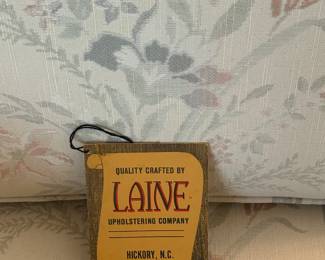 QUALITY CRAFTED BY
LAINE
UPHOLSTERING COMPANY
HICKORY, N.C.